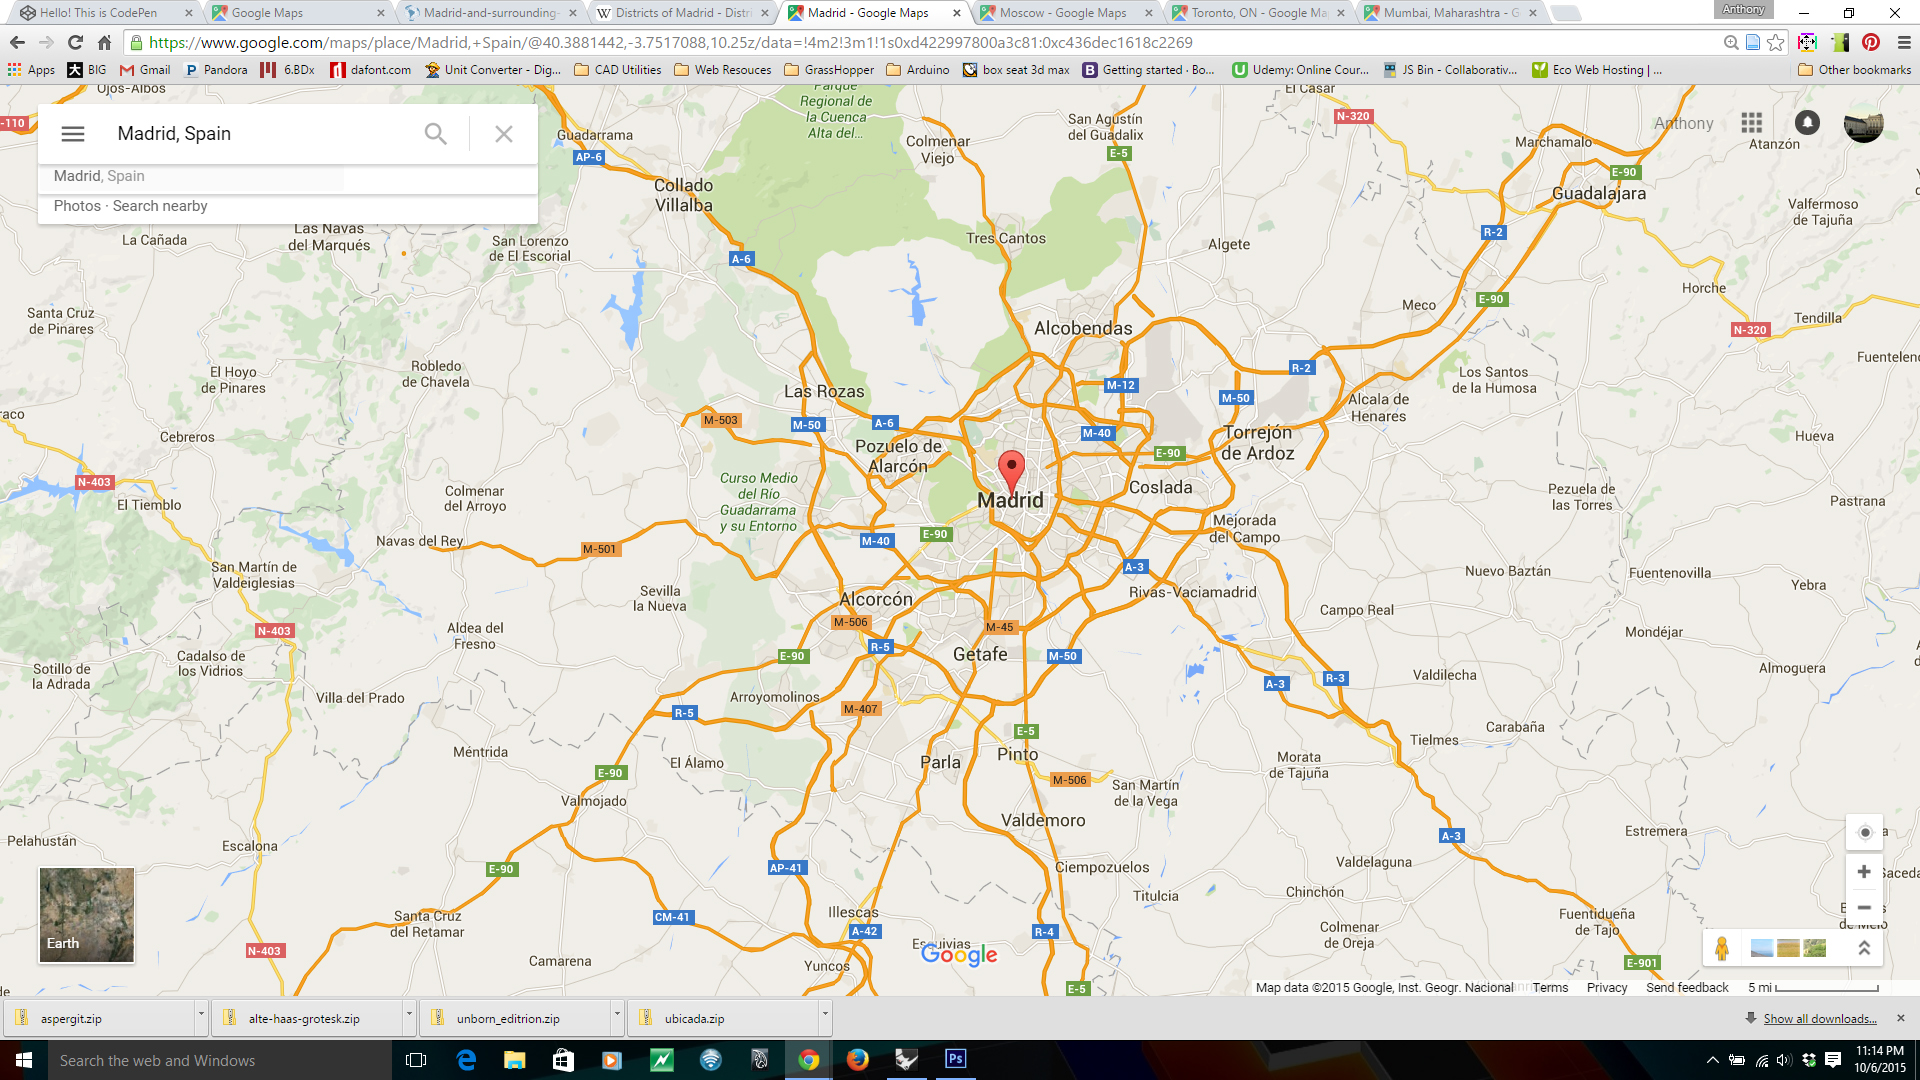 Hello! This is CodePen
Google Maps
Madrid-and-surrounding-
Districts of Madrid - Distri
Madrid - Google Maps
Moscow - Google Maps
Toronto, ON - Google Ma
Mumbai, Maharashtra - G
Anthony
https://www.google.com/maps/place/Madrid,+Spain/@40.3881442,-3.7517088,10.25z/data=!4m2!3m1!1s0xd422997800a3c81:0xc436dec1618c2269
Apps
BIG
Gmail
Pandora
6.BDx
dafont.com
Unit Converter - Dig...
CAD Utilities
Web Resouces
GrassHopper
Arduino
box seat 3d max
Getting started · Bo...
Udemy: Online Cour...
JS Bin - Collaborativ...
Eco Web Hosting | ...
Other bookmarks
Madrid, Spain
Madrid, Spain
Photos · Search nearby
Anthony
Ojos-Albos
-110
Guadarrama
AP-6
Parque
Regional de
la Cuenca
Alta del...
Colmenar
Viejo
San Agustín
del Guadalix
E-5
El Casar
N-320
Marchamalo
Atanzón
E-90
Guadalajara
Valfermoso
de Tajuña
Collado
Villalba
La Cañada
Las Navas
del Marqués
San Lorenzo
de El Escorial
A-6
Tres Cantos
Algete
R-2
E-90
Horche
Tendilla
N-320
Meco
Santa Cruz
de Pinares
Alcobendas
Fuentelen
El Hoyo
de Pinares
Robledo
de Chavela
Las Rozas
M-12
R-2
M-50
Los Santos
de la Humosa
Alcala de
Henares
raco
Cebreros
M-503
M-50
A-6
M-40
Torrejón
de Ardoz
Hueva
Pozuelo de
Alarcón
E-90
N-403
El Tiemblo
Colmenar
del Arroyo
Curso Medio
del Río
Guadarrama
y su Entorno
Madrid
Coslada
Pezuela de
las Torres
Pastrana
Navas del Rey
M-501
M-40
E-90
Mejorada
del Campo
A-3
San Martín de
Valdeiglesias
Sevilla
la Nueva
Alcorcón
Rivas-Vaciamadrid
Nuevo Baztán
Fuentenovilla
Yebra
Campo Real
N-403
Aldea del
Fresno
M-506
R-5
M-45
Mondéjar
Cadalso de
los Vidrios
Sotillo de
la Adrada
E-90
Getafe
M-50
Almoguera
Villa del Prado
Arroyomolinos
A-3
R-3
Valdilecha
R-5
M-407
E-5
Carabaña
Méntrida
El Álamo
Parla
Pinto
Tielmes
E-90
M-506
Morata
de Tajuña
Valmojado
San Martín
de la Vega
Valdemoro
Pelahustán
Escalona
A-3
Estremera
E-90
AP-41
Ciempozuelos
Valdelaguna
Titulcia
Chinchón
Santa Cruz
del Retamar
CM-41
Illescas
A-42
R-4
Colmenar
de Oreja
Fuentidueña
de Tajo
N-403
Camarena
Yuncos
Esquivias
Google
E-5
E-901
Earth
Map data ©2015 Google, Inst. Geogr. National
Terms
Privacy
Send feedback
5 mi
aspergit.zip
alte-haas-grotesk.zip
unborn_editrion.zip
ubicada.zip
Show all downloads...
Search the web and Windows
Ps
11:14 PM
10/6/2015